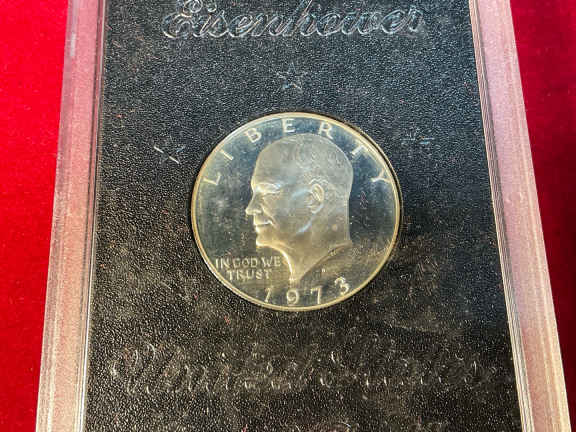 Eisenhower
LIBERTY
IN GOD WE
TRUST
1973
United States